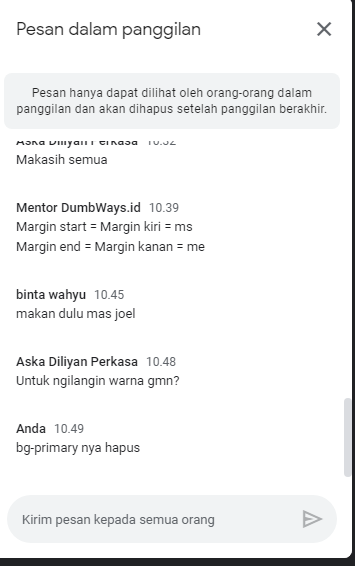 Pesan dalam panggilan
Pesan hanya dapat dilihat oleh orang-orang dalam
panggilan dan akan dihapus setelah panggilan berakhir.
Aska Diliyan Perkasa 10.32
Makasih semua
Mentor DumbWays.id 10.39
Margin start = Margin kiri = ms
Margin end = Margin kanan = me
binta wahyu 10.45
makan dulu mas joel
Aska Diliyan Perkasa 10.48
Untuk ngilangin warna gmn?
Anda 10.49
bg-primary nya hapus
Kirim pesan kepada semua orang